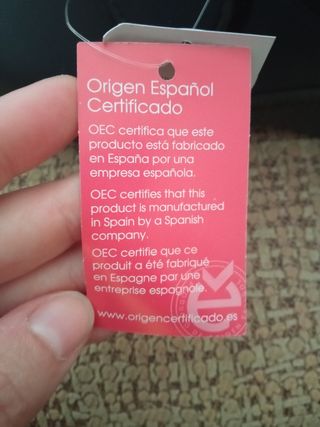 Origen Español
Certificado
OEC certifica que este
producto está fabricado
en España por una
empresa española.
OEC certifies that this
product is manufactured
in Spain by a Spanish
company.
OEC certifie que ce
produit a été fabriqué
en Espagne par une
entreprise espagnole.
www.origencertificado.es